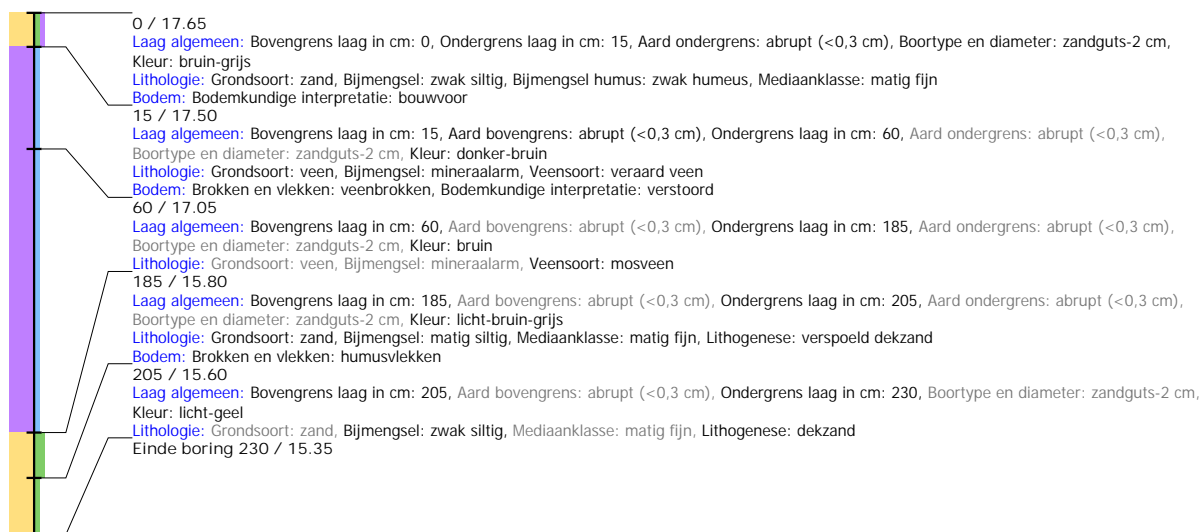 0 / 17.65
Laag algemeen: Bovengrens laag in cm: 0, Ondergrens laag in cm: 15, Aard ondergrens: abrupt (<0,3 cm), Boortype en diameter: zandguts-2 cm,
Kleur: bruin-grijs
Lithologie: Grondsoort: zand, Bijmengsel: zwak siltig, Bijmengsel humus: zwak humeus, Mediaanklasse: matig fijn
Bodem: Bodemkundige interpretatie: bouwvoor
15 / 17.50
Laag algemeen: Bovengrens laag in cm: 15, Aard bovengrens: abrupt (<0,3 cm), Ondergrens laag in cm: 60, Aard ondergrens: abrupt (<0,3 cm),
Boortype en diameter: zandguts-2 cm, Kleur: donker-bruin
Lithologie: Grondsoort: veen, Bijmengsel: mineraalarm, Veensoort: veraard veen
Bodem: Brokken en vlekken: veenbrokken, Bodemkundige interpretatie: verstoord
60 / 17.05
Laag algemeen: Bovengrens laag in cm: 60, Aard bovengrens: abrupt (<0,3 cm), Ondergrens laag in cm: 185, Aard ondergrens: abrupt (<0,3 cm),
Boortype en diameter: zandguts-2 cm, Kleur: bruin
Lithologie: Grondsoort: veen, Bijmengsel: mineraalarm, Veensoort: mosveen
185 / 15.80
Laag algemeen: Bovengrens laag in cm: 185, Aard bovengrens: abrupt (<0,3 cm), Ondergrens laag in cm: 205, Aard ondergrens: abrupt (<0,3 cm),
Boortype en diameter: zandguts-2 cm, Kleur: licht-bruin-grijs
Lithologie: Grondsoort: zand, Bijmengsel: matig siltig, Mediaanklasse: matig fijn, Lithogenese: verspoeld dekzand
Bodem: Brokken en vlekken: humusvlekken
205 / 15.60
Laag algemeen: Bovengrens laag in cm: 205, Aard bovengrens: abrupt (<0,3 cm), Ondergrens laag in cm: 230, Boortype en diameter: zandguts-2 cm,
Kleur: licht-geel
Lithologie: Grondsoort: zand, Bijmengsel: zwak siltig, Mediaanklasse: matig fijn, Lithogenese: dekzand
Einde boring 230 / 15.35